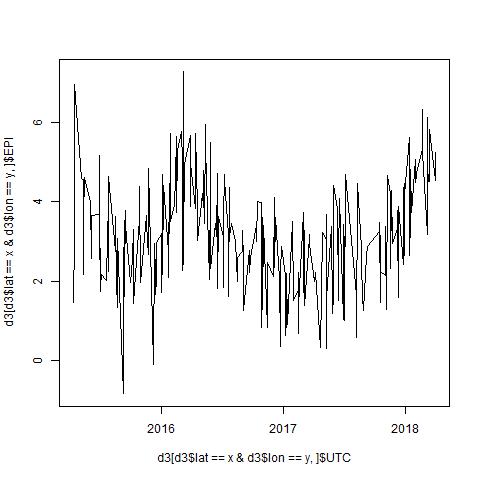 d3[d3$lat == x & d3$lon == y, ]$EPI
6
4
2
0
2016 2017 2018
d3[d3$lat == x & d3$lon == y, ]$UTC